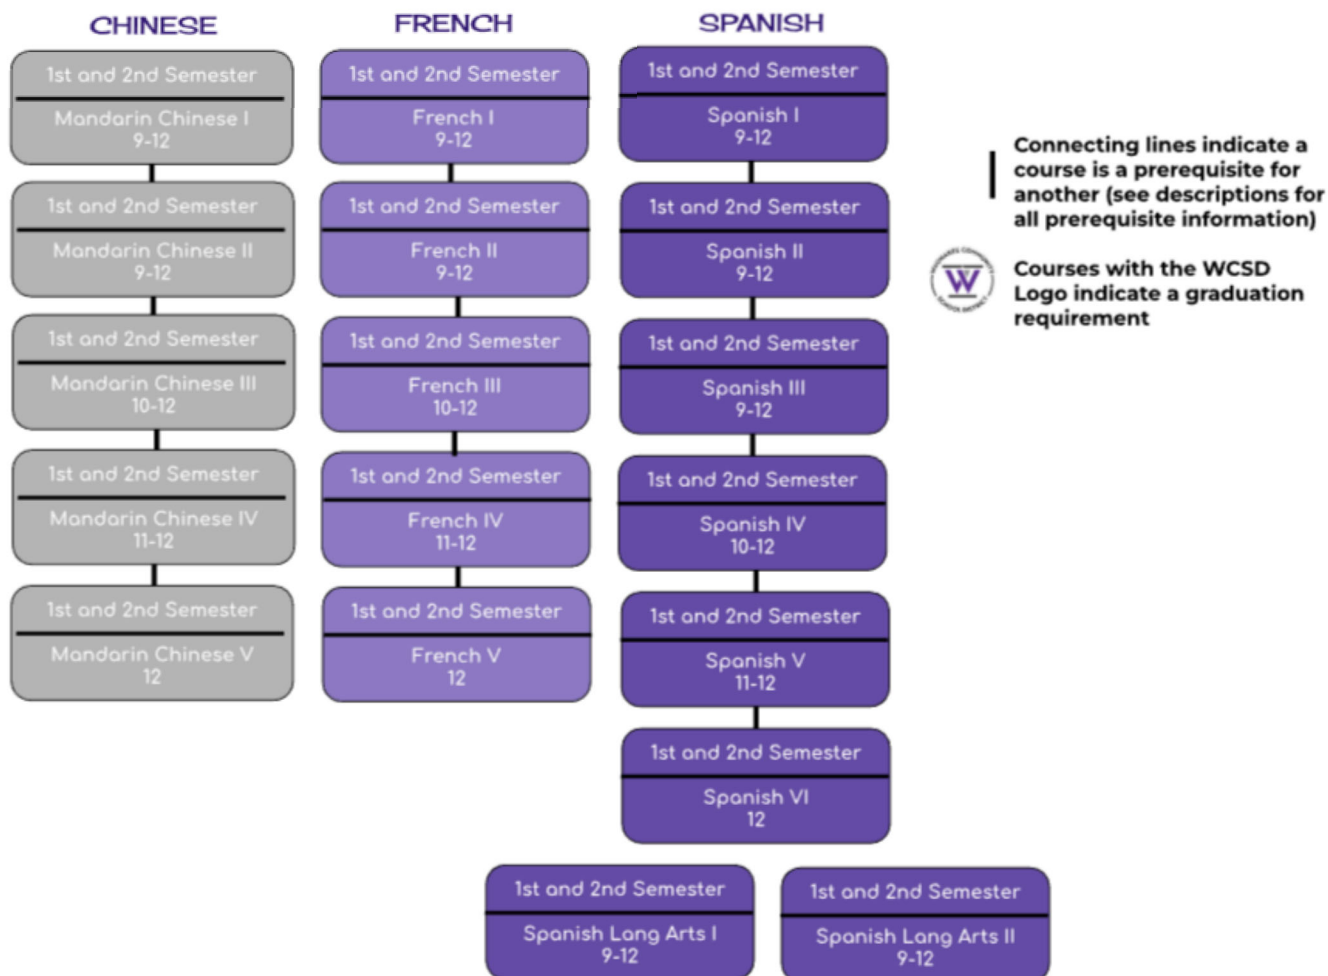 CHINESE
1st and 2nd Semester
Mandarin Chinese I
9-12
1st and 2nd Semester
Mandarin Chinese II
9-12
1st and 2nd Semester
Mandarin Chinese III
10-12
1st and 2nd Semester
Mandarin Chinese IV
11-12
1st and 2nd Semester
Mandarin Chinese V
12
FRENCH
1st and 2nd Semester
French I
9-12
1st and 2nd Semester
French II
9-12
1st and 2nd Semester
French III
10-12
1st and 2nd Semester
French IV
11-12
1st and 2nd Semester
French V
12
SPANISH
1st and 2nd Semester
Spanish I
9-12
1st and 2nd Semester
Spanish II
9-12
1st and 2nd Semester
Spanish III
9-12
1st and 2nd Semester
Spanish IV
10-12
1st and 2nd Semester
Spanish V
11-12
1st and 2nd Semester
Spanish VI
12
1st and 2nd Semester
Spanish Lang Arts I
9-12
1st and 2nd Semester
Spanish Lang Arts II
9-12
Connecting lines indicate a
course is a prerequisite for
another (see descriptions for
all prerequisite information)
W
Courses with the WCSD
Logo indicate a graduation
requirement